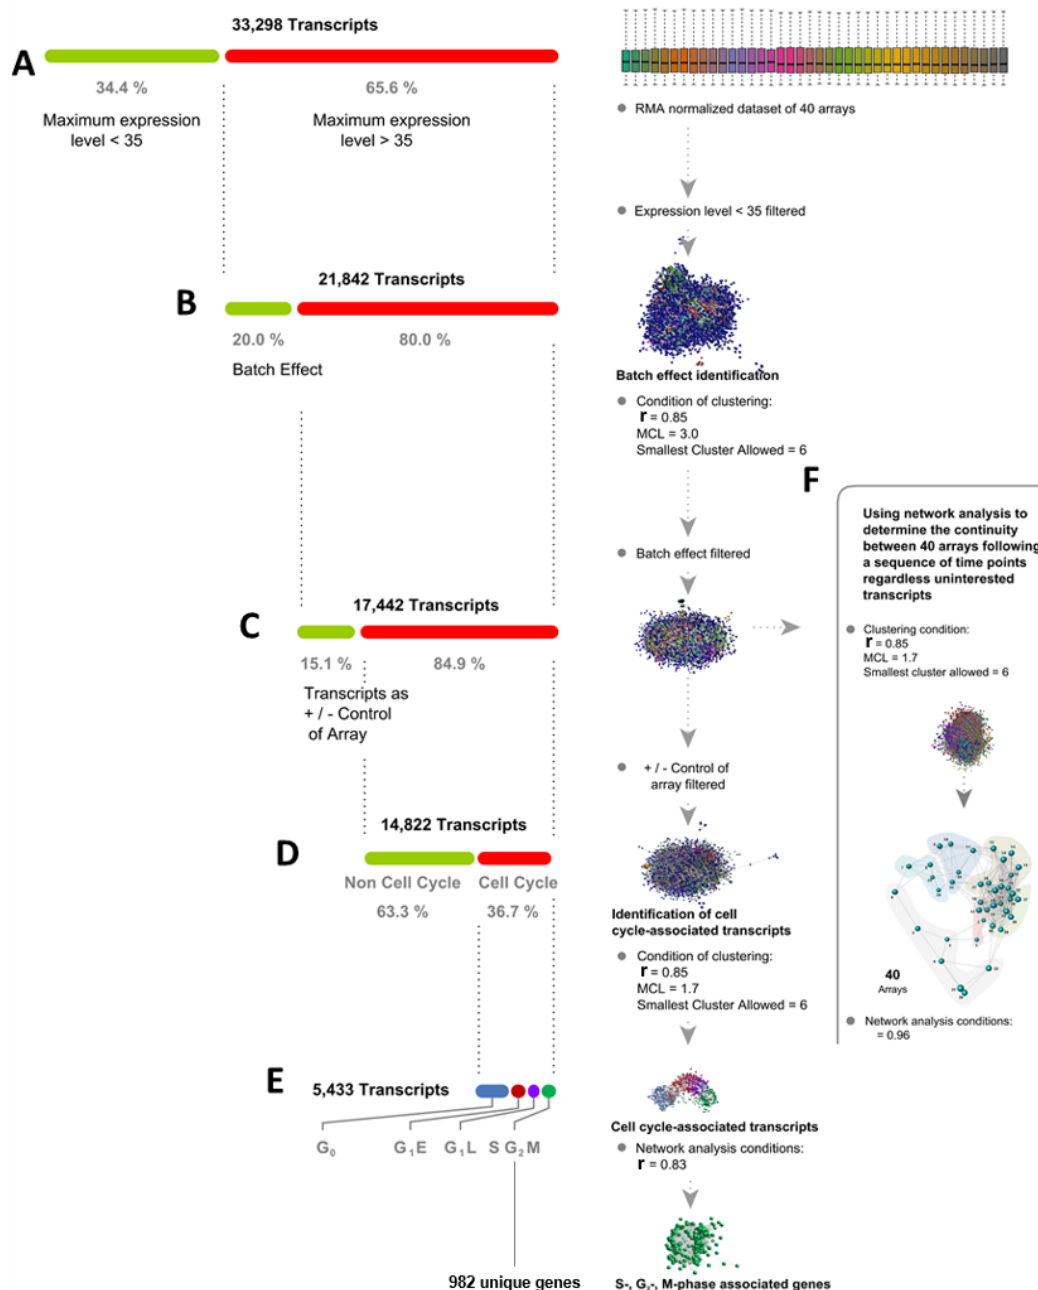 33,298 Transcripts
A
34.4 %
65.6 %
Maximum expression
level < 35
Maximum expression
level > 35
RMA normalized dataset of 40 arrays
Expression level < 35 filtered
21,842 Transcripts
B
20.0 %
80.0 %
Batch Effect
Batch effect identification
Condition of clustering:
r = 0.85
MCL = 3.0
Smallest Cluster Allowed = 6
F
Using network analysis to
determine the continuity
between 40 arrays following
a sequence of time points
regardless uninterested
transcripts
Clustering condition:
r = 0.85
MCL = 1.7
Smallest cluster allowed = 6
40
Arrays
Network analysis conditions:
= 0.96
Batch effect filtered
17,442 Transcripts
C
15.1 %
84.9 %
Transcripts as
+ / - Control
of Array
+ / - Control of
array filtered
14,822 Transcripts
D
Non Cell Cycle
Cell Cycle
63.3 %
36.7 %
Identification of cell
cycle-associated transcripts
Condition of clustering:
r = 0.85
MCL = 1.7
Smallest Cluster Allowed = 6
E
5,433 Transcripts
G₀
G₁E
G₁L
S G₂ M
Cell cycle-associated transcripts
Network analysis conditions:
r = 0.83
982 unique genes
S-, G₂-, M-phase associated genes